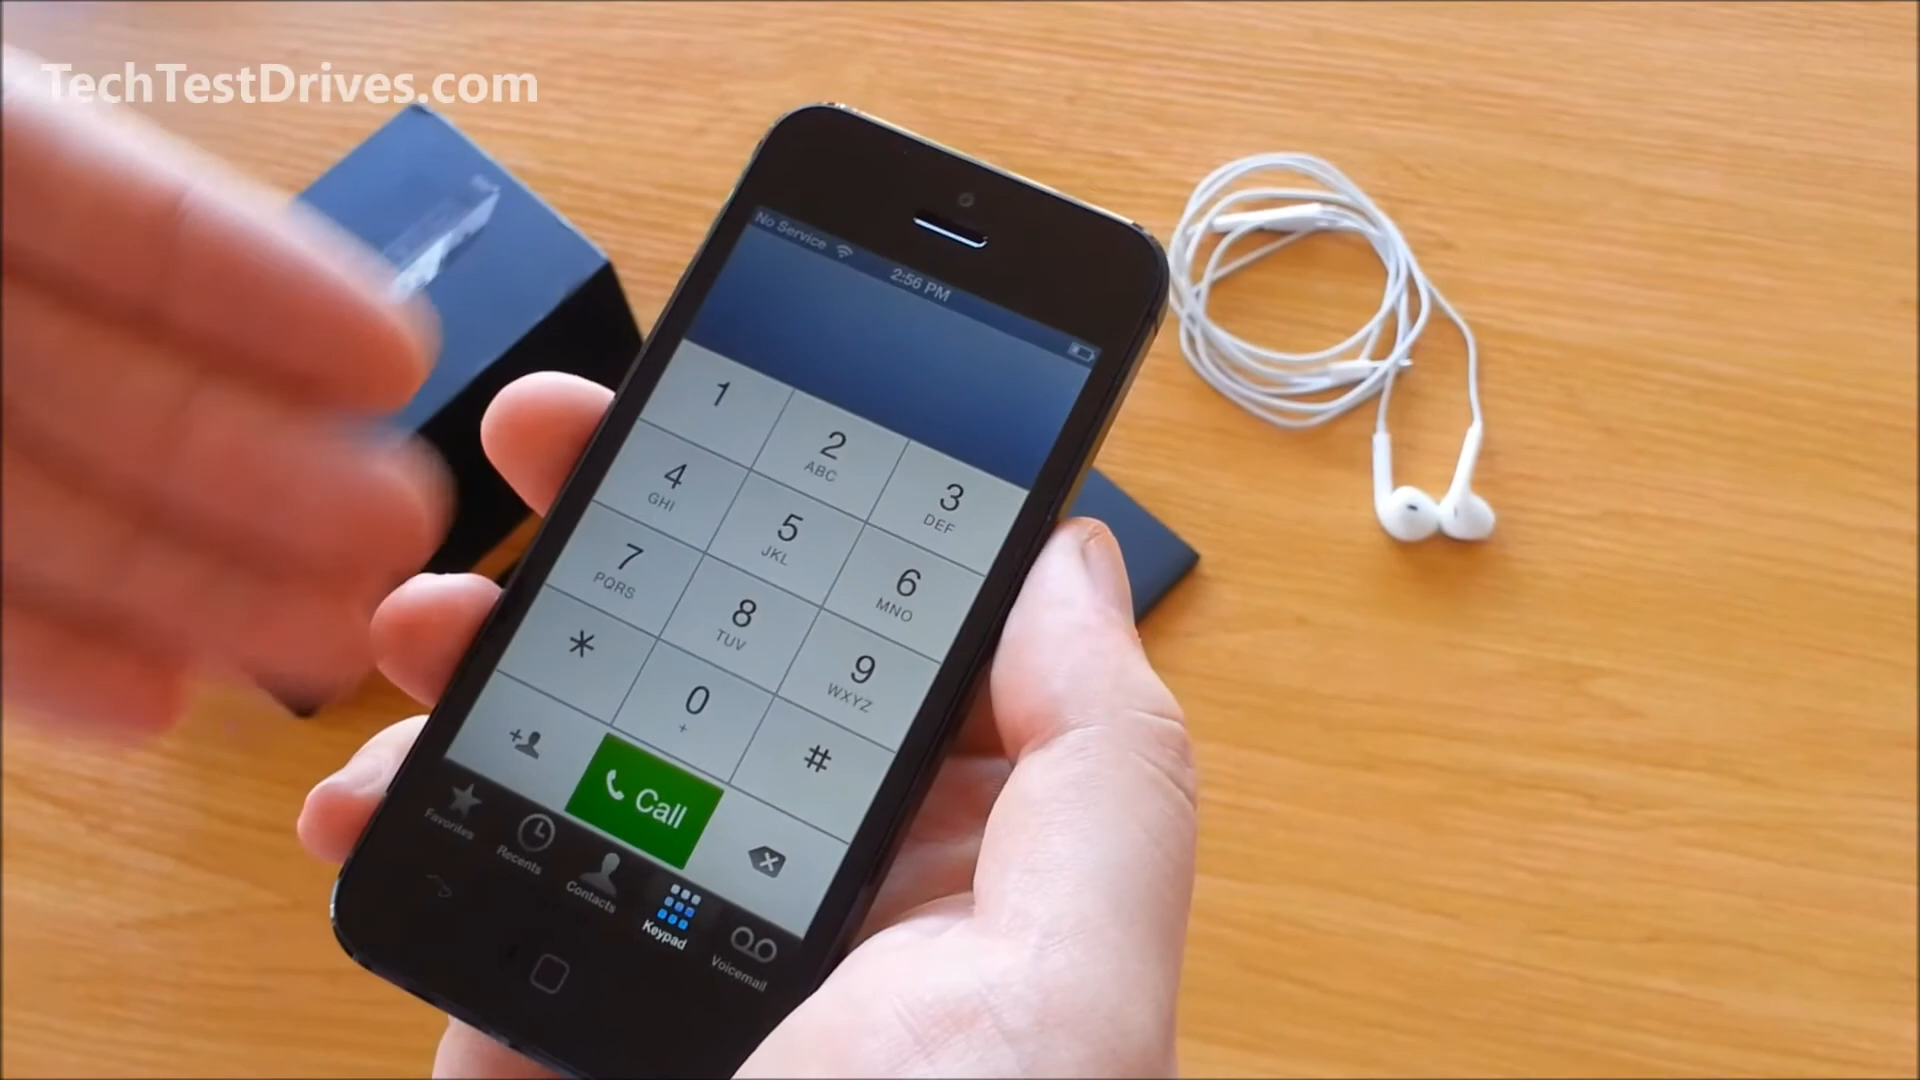 TechTestDrives.com
No Service
2:56 PM
1
2
ABC
3
DEF
4
GHI
5
JKL
6
MNO
7
PQRS
8
TUV
9
WXYZ
*
0
+
#
Call
Favorites
Recents
Contacts
Keypad
Voicemail